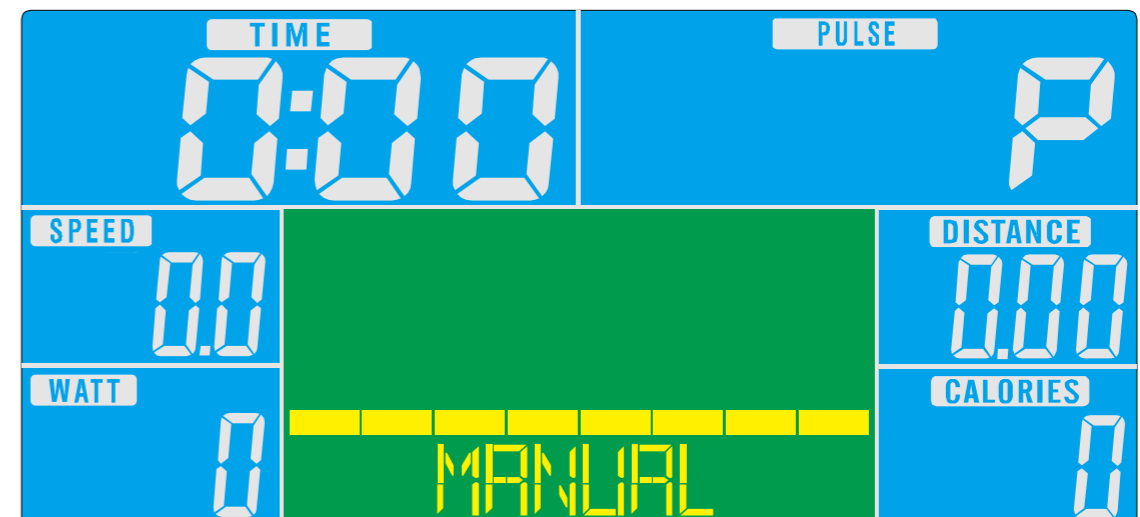 TIME PULSE
0:00 P
SPEED DISTANCE
0.0 0.00
WATT CALORIES
0 0
MANUAL